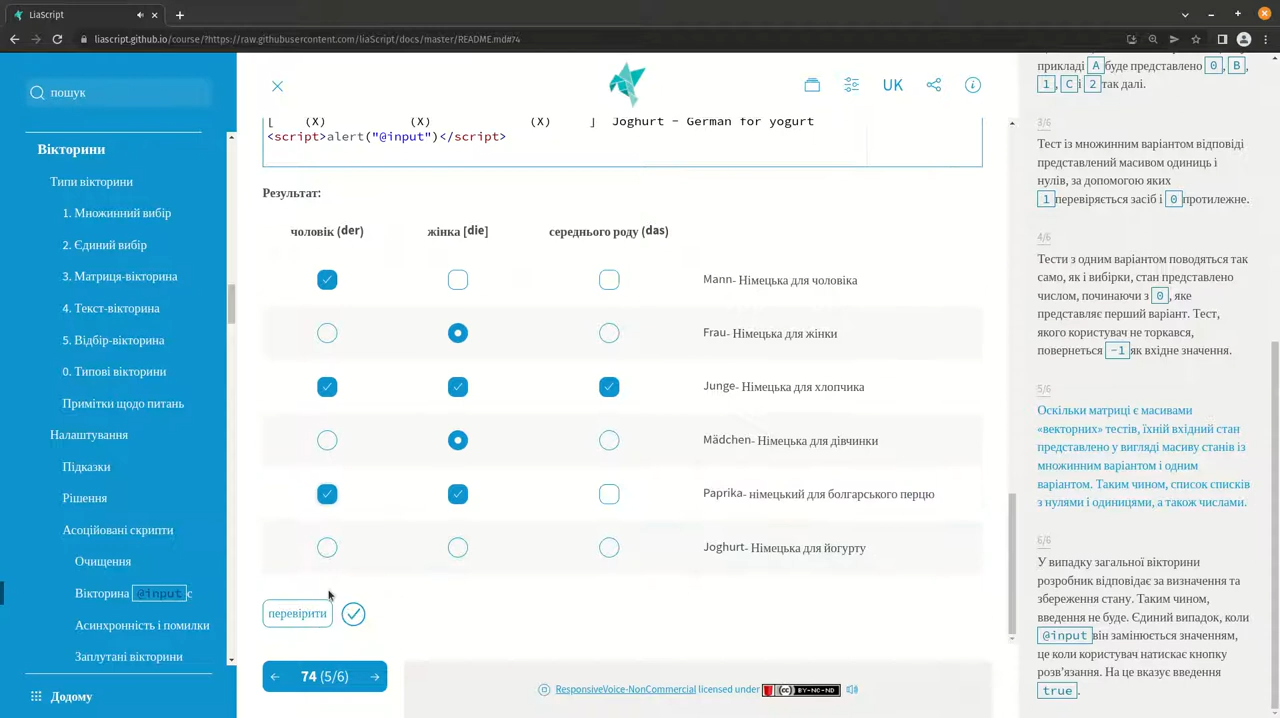 LiaScript
liascript.github.io/course/?https://raw.githubusercontent.com/liaScript/docs/master/README.md#74
пошук
Вікторини
Типи вікторини
1. Множинний вибір
2. Єдиний вибір
3. Матриця-вікторина
4. Текст-вікторина
5. Відбір-вікторина
0. Типові вікторини
Примітки щодо питань
Налаштування
Підказки
Рішення
Асоційовані скрипти
Очищення
Вікторина @input с
Асинхронність і помилки
Заплутані вікторини
Додому
UK
[ (X) (X) (X) ] Joghurt - German for yogurt
<script>alert("@input")</script>
Результат:
чоловік (der) жінка [die] середнього роду (das)
Mann- Німецька для чоловіка
Frau- Німецька для жінки
Junge- Німецька для хлопчика
Mädchen- Німецька для дівчинки
Paprika- німецький для болгарського перцю
Joghurt- Німецька для йогурту
перевірити
74 (5/6)
ResponsiveVoice-NonCommercial licensed under
BY-NC-ND
прикладі A буде представлено 0 , B ,
1 , C і 2 так далі.
3/6
Тест із множинним варіантом відповіді
представлений масивом одиниць і
нулів, за допомогою яких
1 перевіряється засіб і 0 протилежне.
4/6
Тести з одним варіантом поводяться так
само, як і вибірки, стан представлено
числом, починаючи з 0 , яке
представляє перший варіант. Тест,
якого користувач не торкався,
повернеться -1 як вхідне значення.
5/6
Оскільки матриці є масивами
«векторних» тестів, їхній вхідний стан
представлено у вигляді масиву станів із
множинним варіантом і одним
варіантом. Таким чином, список списків
з нулями і одиницями, а також числами.
6/6
У випадку загальної вікторини
розробник відповідає за визначення та
збереження стану. Таким чином,
введення не буде. Єдиний випадок, коли
@input він замінюється значенням,
це коли користувач натискає кнопку
розв’язання. На це вказує введення
true .